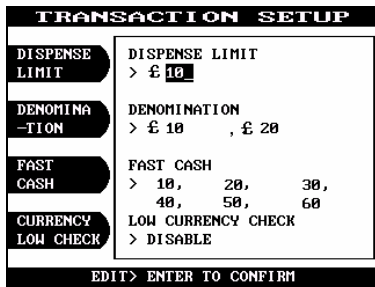 TRANSACTION SETUP
DISPENSE
LIMIT
DISPENSE LIMIT
> £ 10_
DENOMINA
-TION
DENOMINATION
> £ 10 , £ 20
FAST
CASH
FAST CASH
> 10, 20, 30,
40, 50, 60
CURRENCY
LOW CHECK
LOW CURRENCY CHECK
> DISABLE
EDIT> ENTER TO CONFIRM